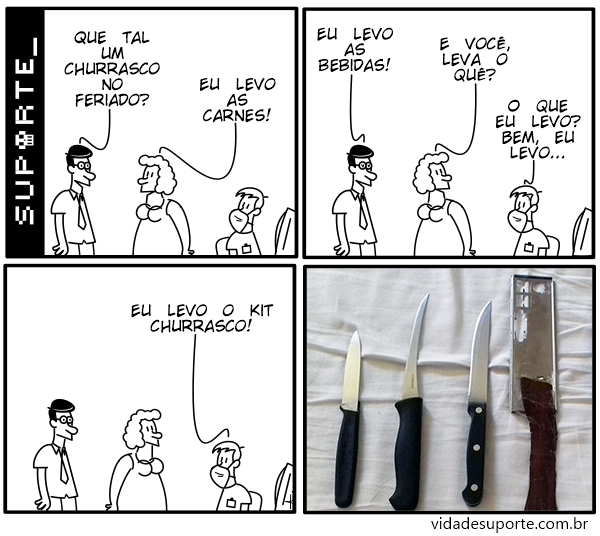 SUPORTE_
QUE TAL
UM
CHURRASCO
NO
FERIADO?
EU LEVO
AS
CARNES!
EU LEVO
AS
BEBIDAS!
E VOCÊ,
LEVA O
QUÊ?
O QUE
EU LEVO?
BEM, EU
LEVO...
EU LEVO O KIT
CHURRASCO!
vidadesuporte.com.br